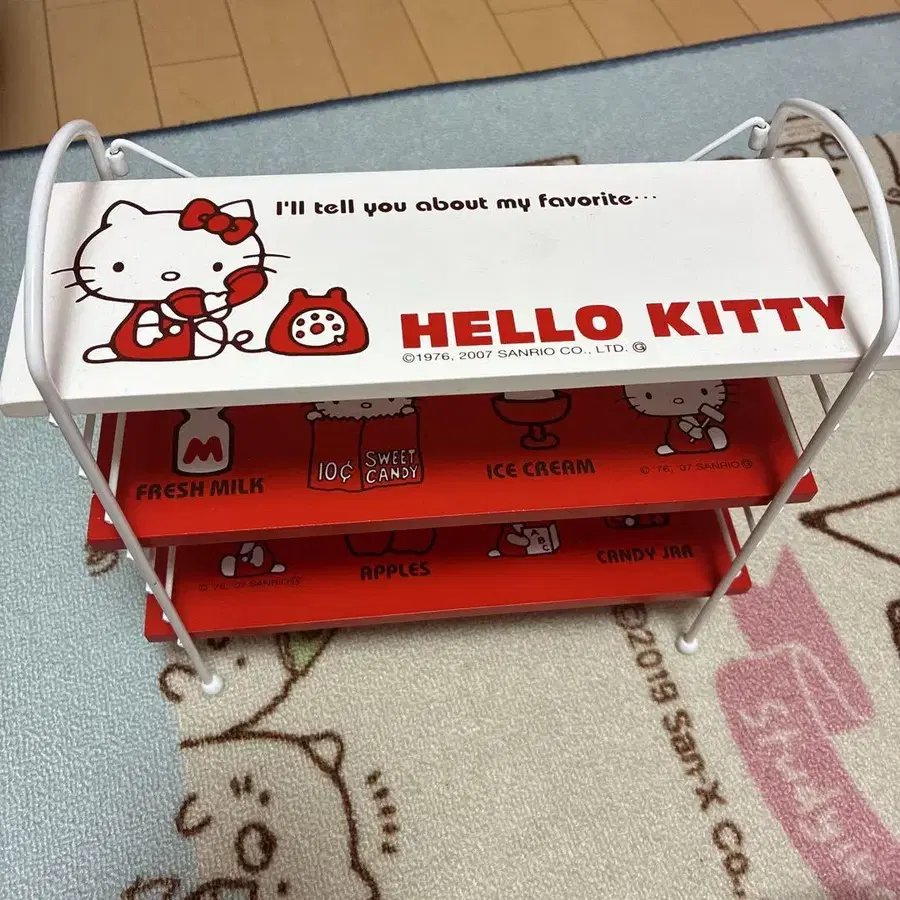 I'll tell you about my favorite...
HELLO KITTY
©1976, 2007 SANRIO CO., LTD. Ⓖ
M
10¢ SWEET
CANDY
FRESH MILK
ICE CREAM
© '76, '07 SANRIO Ⓖ
A B C
© '76, '07 SANRIO
APPLES
CANDY JAR
©2019 San-X Co.,